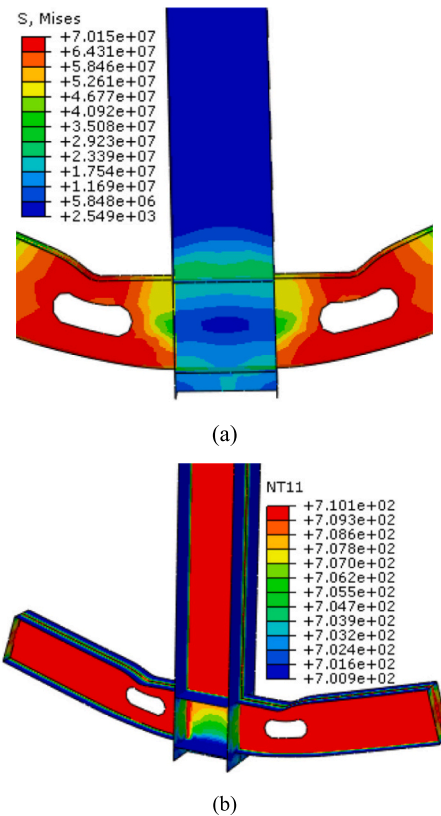 S, Mises
+7.015e+07
+6.431e+07
+5.846e+07
+5.261e+07
+4.677e+07
+4.092e+07
+3.508e+07
+2.923e+07
+2.339e+07
+1.754e+07
+1.169e+07
+5.848e+06
+2.549e+03
(a)
NT11
+7.101e+02
+7.093e+02
+7.086e+02
+7.078e+02
+7.070e+02
+7.062e+02
+7.055e+02
+7.047e+02
+7.039e+02
+7.032e+02
+7.024e+02
+7.016e+02
+7.009e+02
(b)